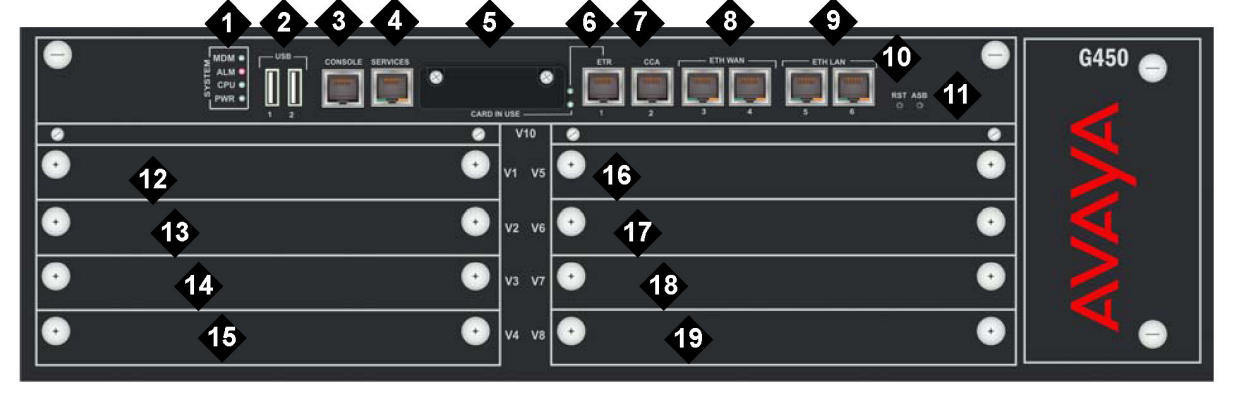 1 2 3 4 5 6 7 8 9
SYSTEM
MDM
ALM
CPU
PWR
USB
1 2
CONSOLE
SERVICES
CARD IN USE
ETR
1
CCA
2
ETH WAN
3 4
ETH LAN
5 6
10
RST ASB
11
G450
AVAYA
V10
12
V1 V5
16
13
V2 V6
17
14
V3 V7
18
15
V4 V8
19